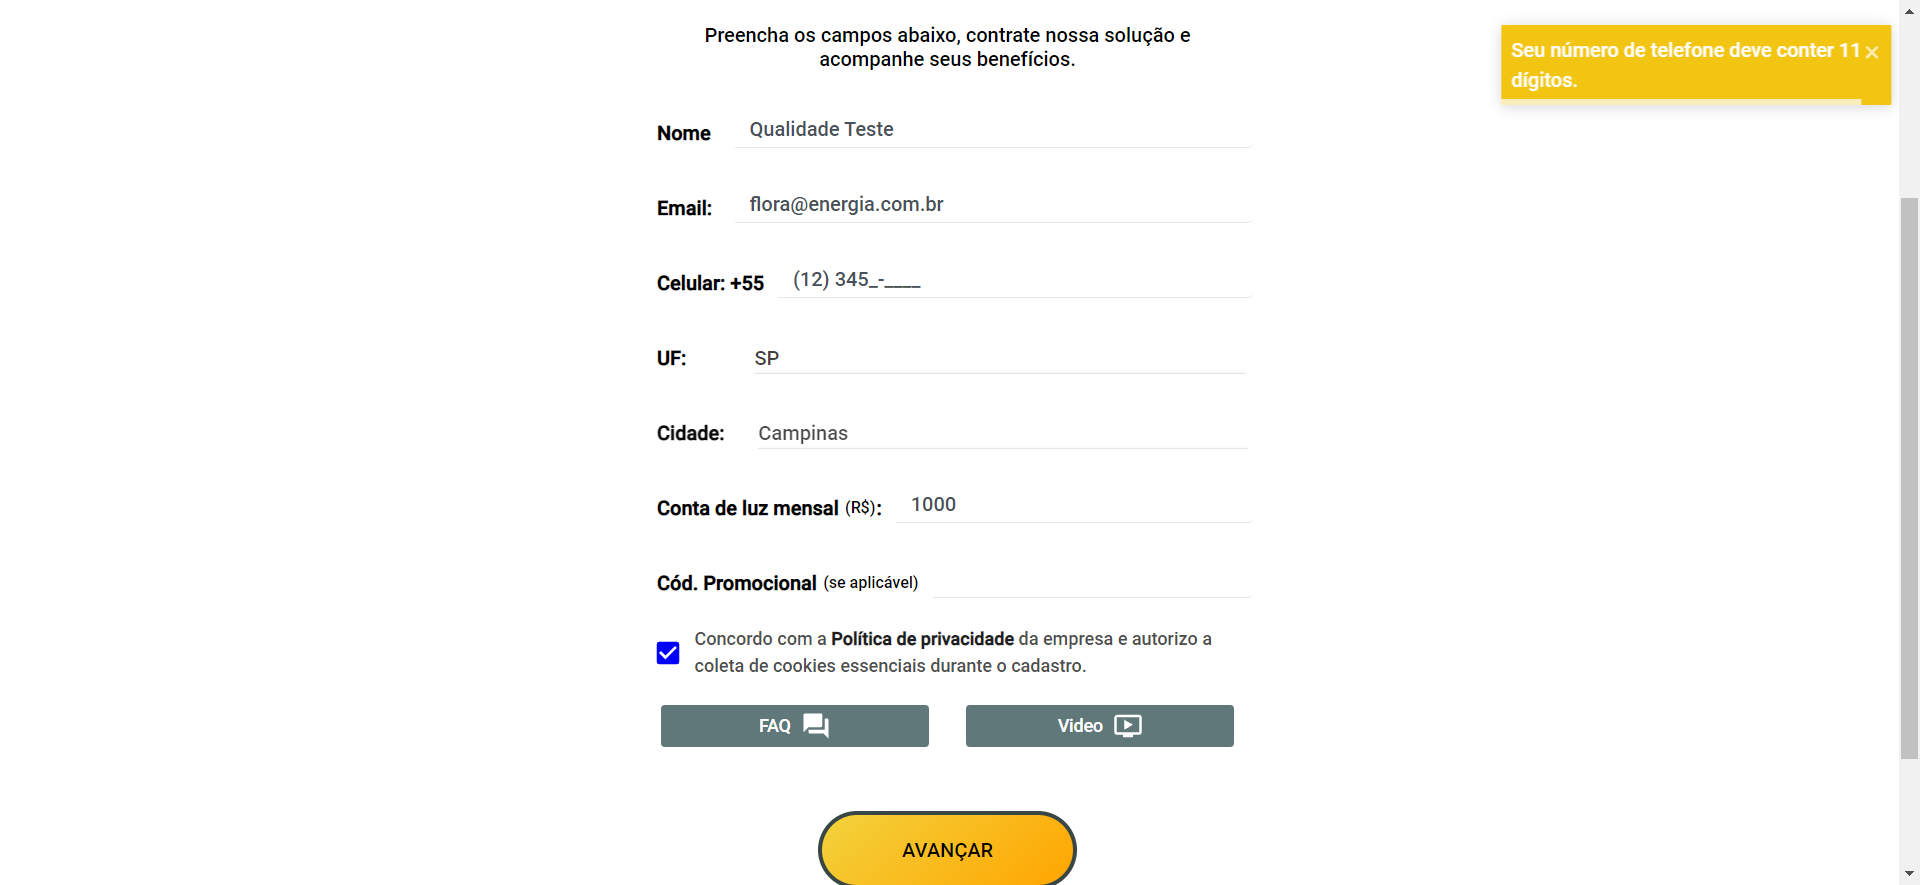 Preencha os campos abaixo, contrate nossa solução e
acompanhe seus benefícios.
Seu número de telefone deve conter 11
dígitos.
Nome Qualidade Teste
Email: flora@energia.com.br
Celular: +55 (12) 345_-____
UF: SP
Cidade: Campinas
Conta de luz mensal (R$): 1000
Cód. Promocional (se aplicável)
Concordo com a Política de privacidade da empresa e autorizo a
coleta de cookies essenciais durante o cadastro.
FAQ Video
AVANÇAR